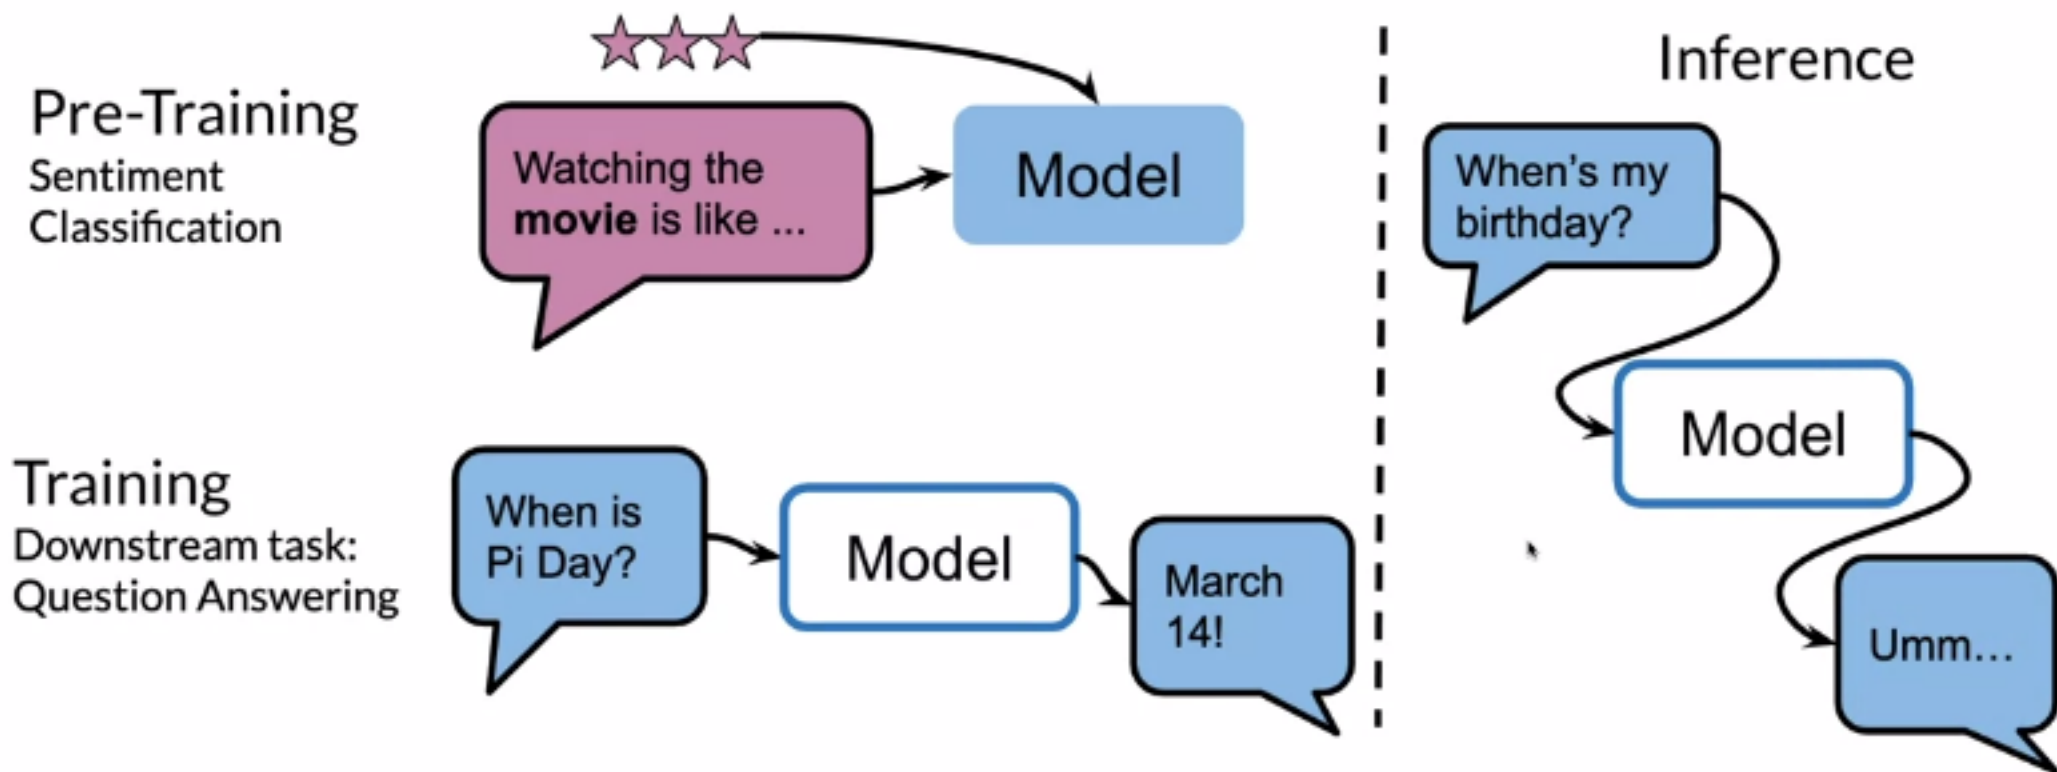 Pre-Training
Sentiment
Classification
Watching the
movie is like ...
Model
Training
Downstream task:
Question Answering
When is
Pi Day?
Model
March
14!
Inference
When's my
birthday?
Model
Umm...